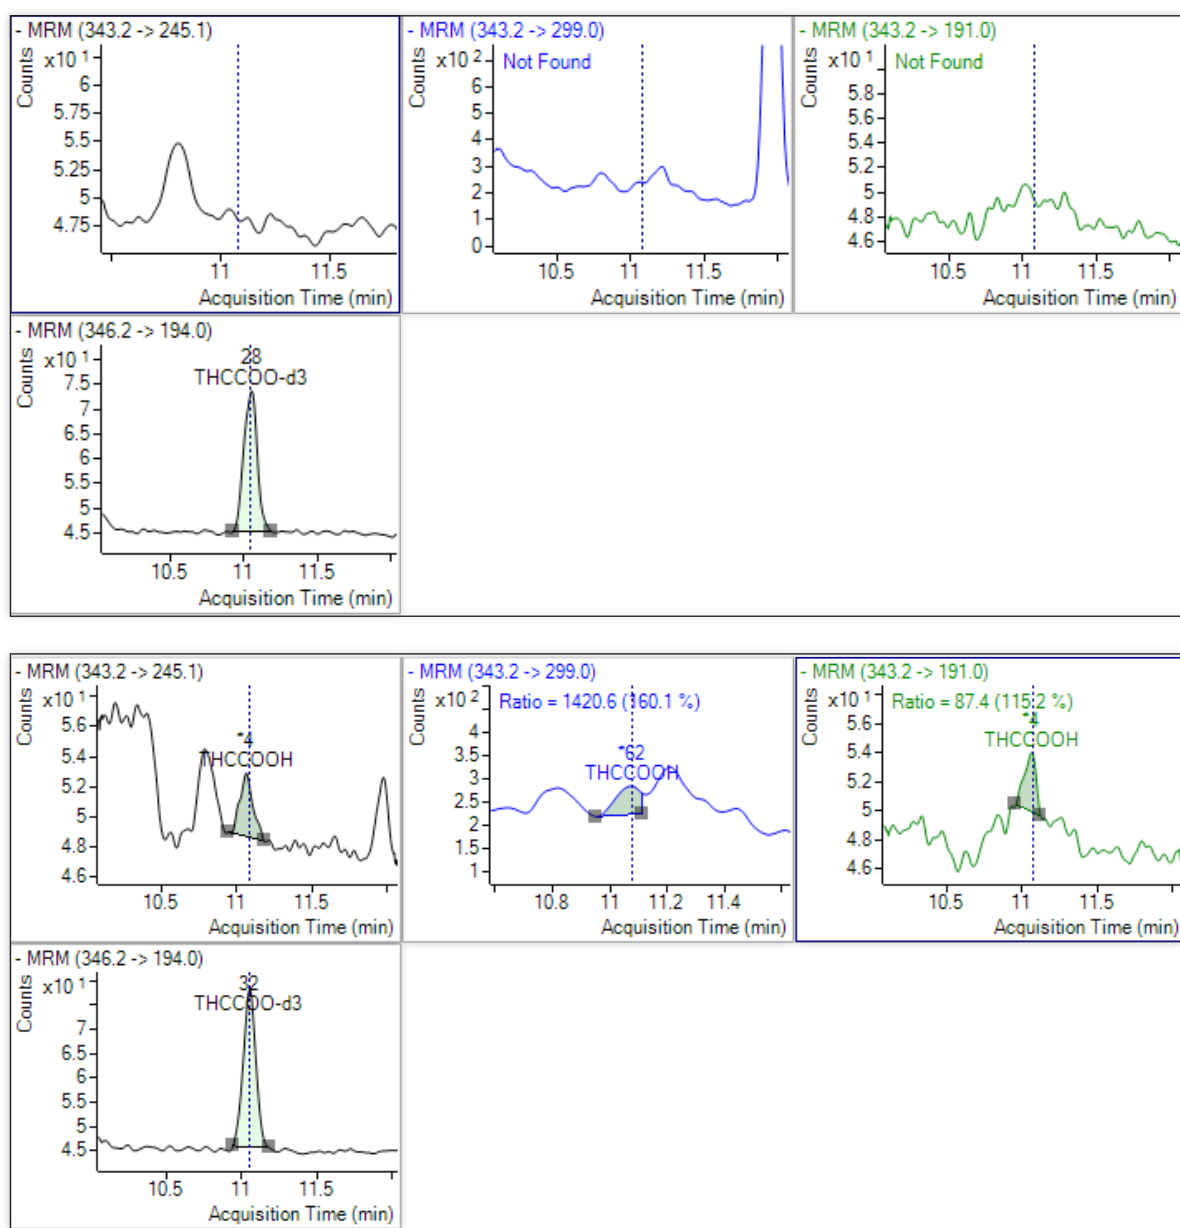 - MRM (343.2 -> 245.1)
Counts
x10 1
6
5.75
5.5
5.25
5
4.75
11
11.5
Acquisition Time (min)
- MRM (343.2 -> 299.0)
Counts
x10 2
Not Found
6
5
4
3
2
1
0
10.5
11
11.5
Acquisition Time (min)
- MRM (343.2 -> 191.0)
Counts
x10 1
Not Found
5.8
5.6
5.4
5.2
5
4.8
4.6
10.5
11
11.5
Acquisition Time (min)
- MRM (346.2 -> 194.0)
Counts
x10 1
28
THCCOO-d3
7.5
7
6.5
6
5.5
5
4.5
10.5
11
11.5
Acquisition Time (min)
- MRM (343.2 -> 245.1)
Counts
x10 1
*4
THCCOOH
5.6
5.4
5.2
5
4.8
4.6
10.5
11
11.5
Acquisition Time (min)
- MRM (343.2 -> 299.0)
Counts
x10 2
Ratio = 1420.6 (160.1 %)
*62
THCCOOH
4
3.5
3
2.5
2
1.5
1
10.8
11
11.2
11.4
Acquisition Time (min)
- MRM (343.2 -> 191.0)
Counts
x10 1
Ratio = 87.4 (115.2 %)
*4
THCCOOH
5.6
5.4
5.2
5
4.8
4.6
10.5
11
11.5
Acquisition Time (min)
- MRM (346.2 -> 194.0)
Counts
x10 1
32
THCCOO-d3
7
6.5
6
5.5
5
4.5
10.5
11
11.5
Acquisition Time (min)